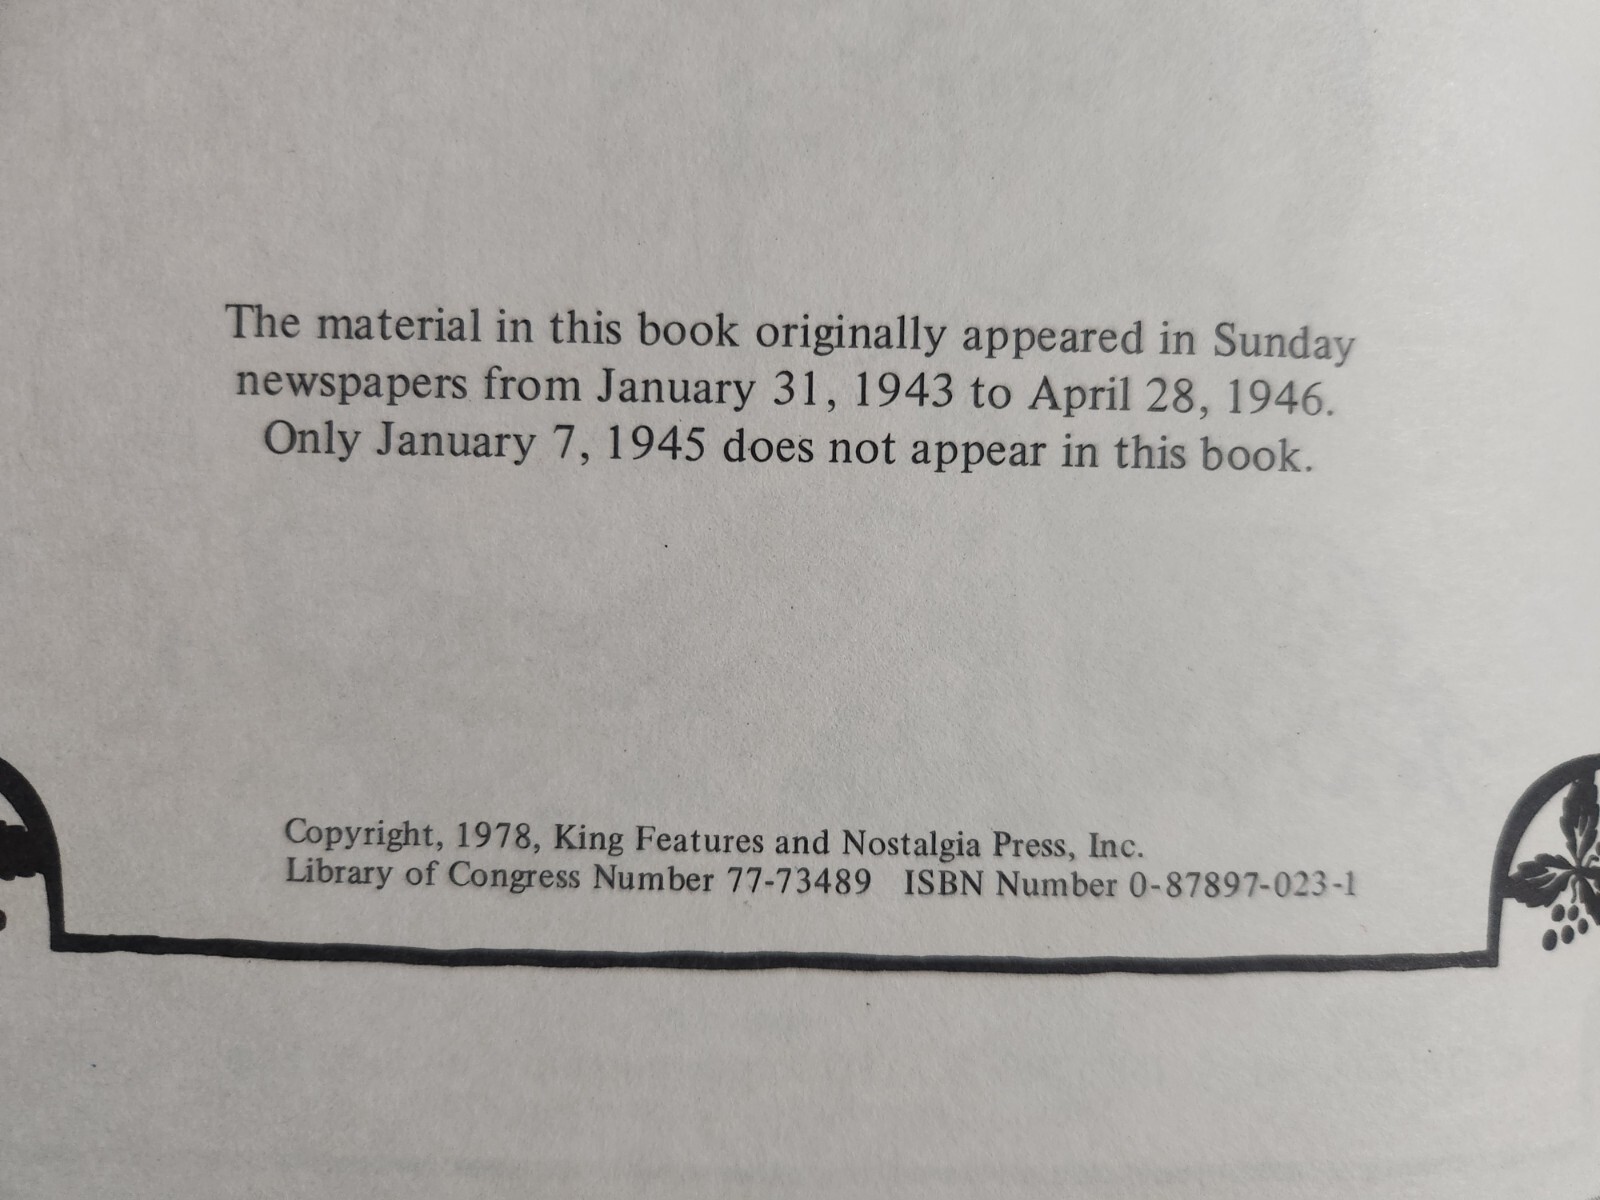 The material in this book originally appeared in Sunday
newspapers from January 31, 1943 to April 28, 1946.
Only January 7, 1945 does not appear in this book.
Copyright, 1978, King Features and Nostalgia Press, Inc.
Library of Congress Number 77-73489 ISBN Number 0-87897-023-1